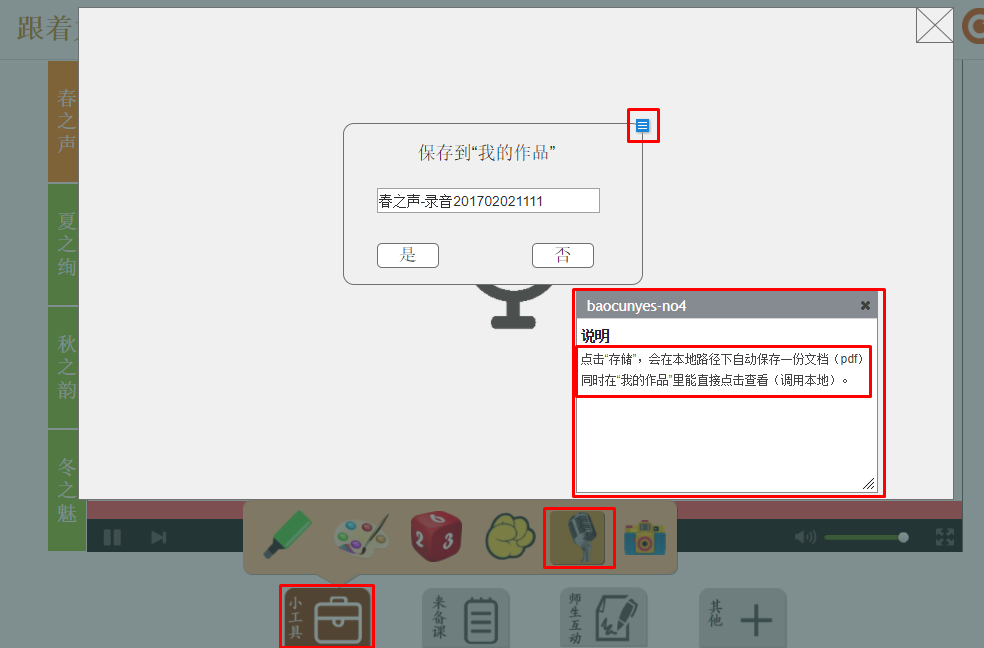 跟着
春之声
夏之绚
秋之韵
冬之魅
保存到“我的作品”
春之声-录音201702021111
是
否
baocunyes-no4
说明
点击“存储”，会在本地路径下自动保存一份文档（pdf）
同时在“我的作品”里能直接点击查看（调用本地）。
6
2
3
小工具
来备课
师生互动
其他